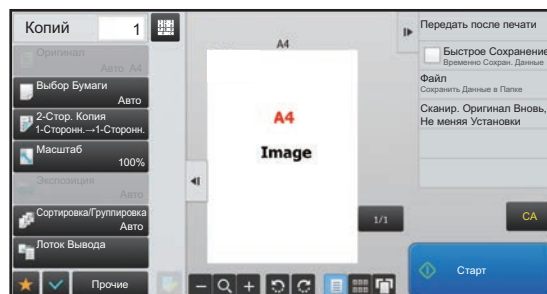 Копий 1
Оригинал
Авто A4
Выбор Бумаги
Авто
2-Стор. Копия
1-Сторонн.→1-Сторонн.
Масштаб
100%
Экспозиция
Авто
Сортировка/Группировка
Авто
Лоток Вывода
Прочие
A4
A4
Image
1/1
Передать после печати
Быстрое Сохранение
Временно Сохран. Данные
Файл
Сохранить Данные в Папке
Сканир. Оригинал Вновь,
Не меняя Установки
CA
Старт